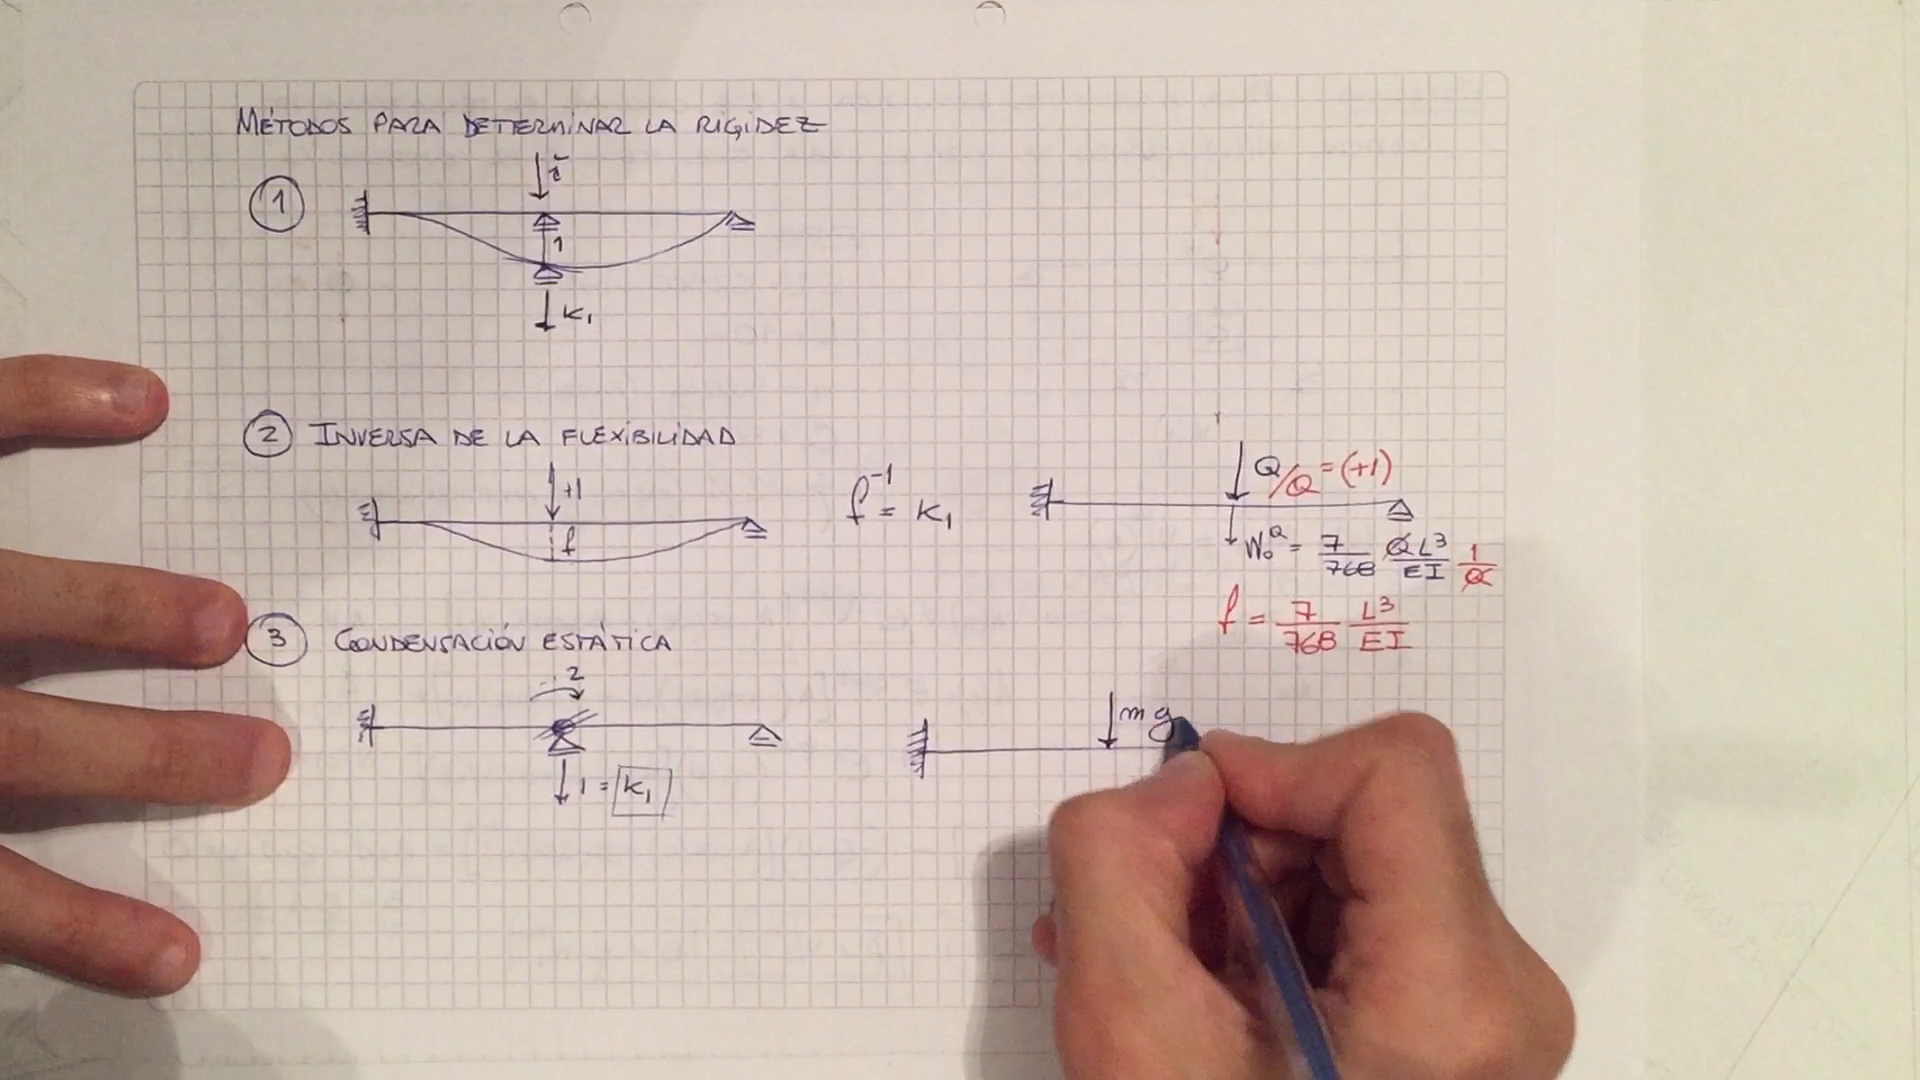 MÉTODOS PARA DETERMINAR LA RIGIDEZ
1
1
K₁
2 INVERSA DE LA FLEXIBILIDAD
+1
f
f⁻¹ = K₁
Q/Q = (+1)
W₀^Q = 7/768 QL³/EI 1/Q
f = 7/768 L³/EI
3 CONDENSACIÓN ESTÁTICA
2
1 = K₁
mg